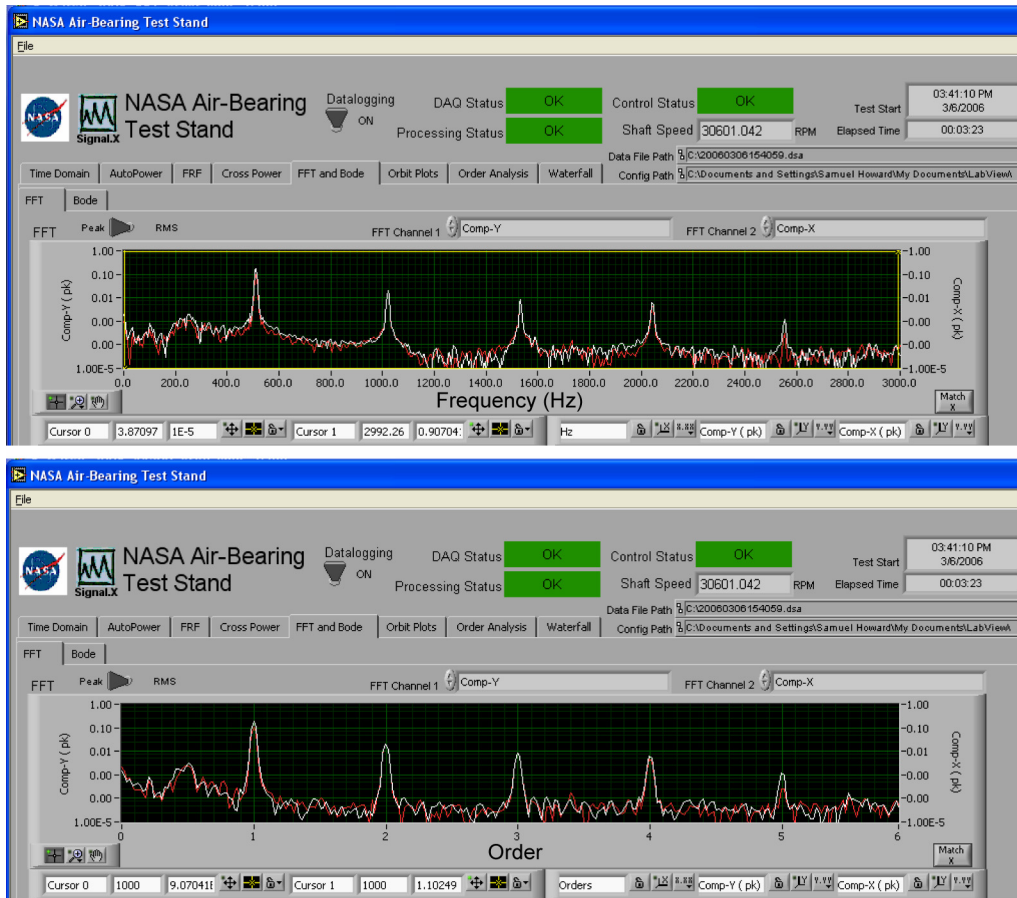 NASA Air-Bearing Test Stand
File
NASA
Signal.X
NASA Air-Bearing
Test Stand
Datalogging
ON
DAQ Status OK
Processing Status OK
Control Status OK
Shaft Speed 30601.042 RPM
Test Start 03:41:10 PM
3/6/2006
Elapsed Time 00:03:23
Data File Path C:\20060306154059.dsa
Config Path C:\Documents and Settings\Samuel Howard\My Documents\LabView\
Time Domain AutoPower FRF Cross Power FFT and Bode Orbit Plots Order Analysis Waterfall
FFT Bode
FFT Peak RMS FFT Channel 1 Comp-Y FFT Channel 2 Comp-X
Comp-Y ( pk)
1.00
0.10
0.01
0.00
0.00
1.00E-5
1.00
0.10
0.01
0.00
0.00
1.00E-5
Comp-X ( pk)
0.0 200.0 400.0 600.0 800.0 1000.0 1200.0 1400.0 1600.0 1800.0 2000.0 2200.0 2400.0 2600.0 2800.0 3000.0
Frequency (Hz)
Match
X
Cursor 0 3.87097 1E-5 Cursor 1 2992.26 0.90704 Hz Comp-Y ( pk) Comp-X ( pk)
NASA Air-Bearing Test Stand
File
NASA
Signal.X
NASA Air-Bearing
Test Stand
Datalogging
ON
DAQ Status OK
Processing Status OK
Control Status OK
Shaft Speed 30601.042 RPM
Test Start 03:41:10 PM
3/6/2006
Elapsed Time 00:03:23
Data File Path C:\20060306154059.dsa
Config Path C:\Documents and Settings\Samuel Howard\My Documents\LabView\
Time Domain AutoPower FRF Cross Power FFT and Bode Orbit Plots Order Analysis Waterfall
FFT Bode
FFT Peak RMS FFT Channel 1 Comp-Y FFT Channel 2 Comp-X
Comp-Y ( pk)
1.00
0.10
0.01
0.00
0.00
1.00E-5
1.00
0.10
0.01
0.00
0.00
1.00E-5
Comp-X ( pk)
0 1 2 3 4 5 6
Order
Match
X
Cursor 0 1000 9.07041 Cursor 1 1000 1.10249 Orders Comp-Y ( pk) Comp-X ( pk)